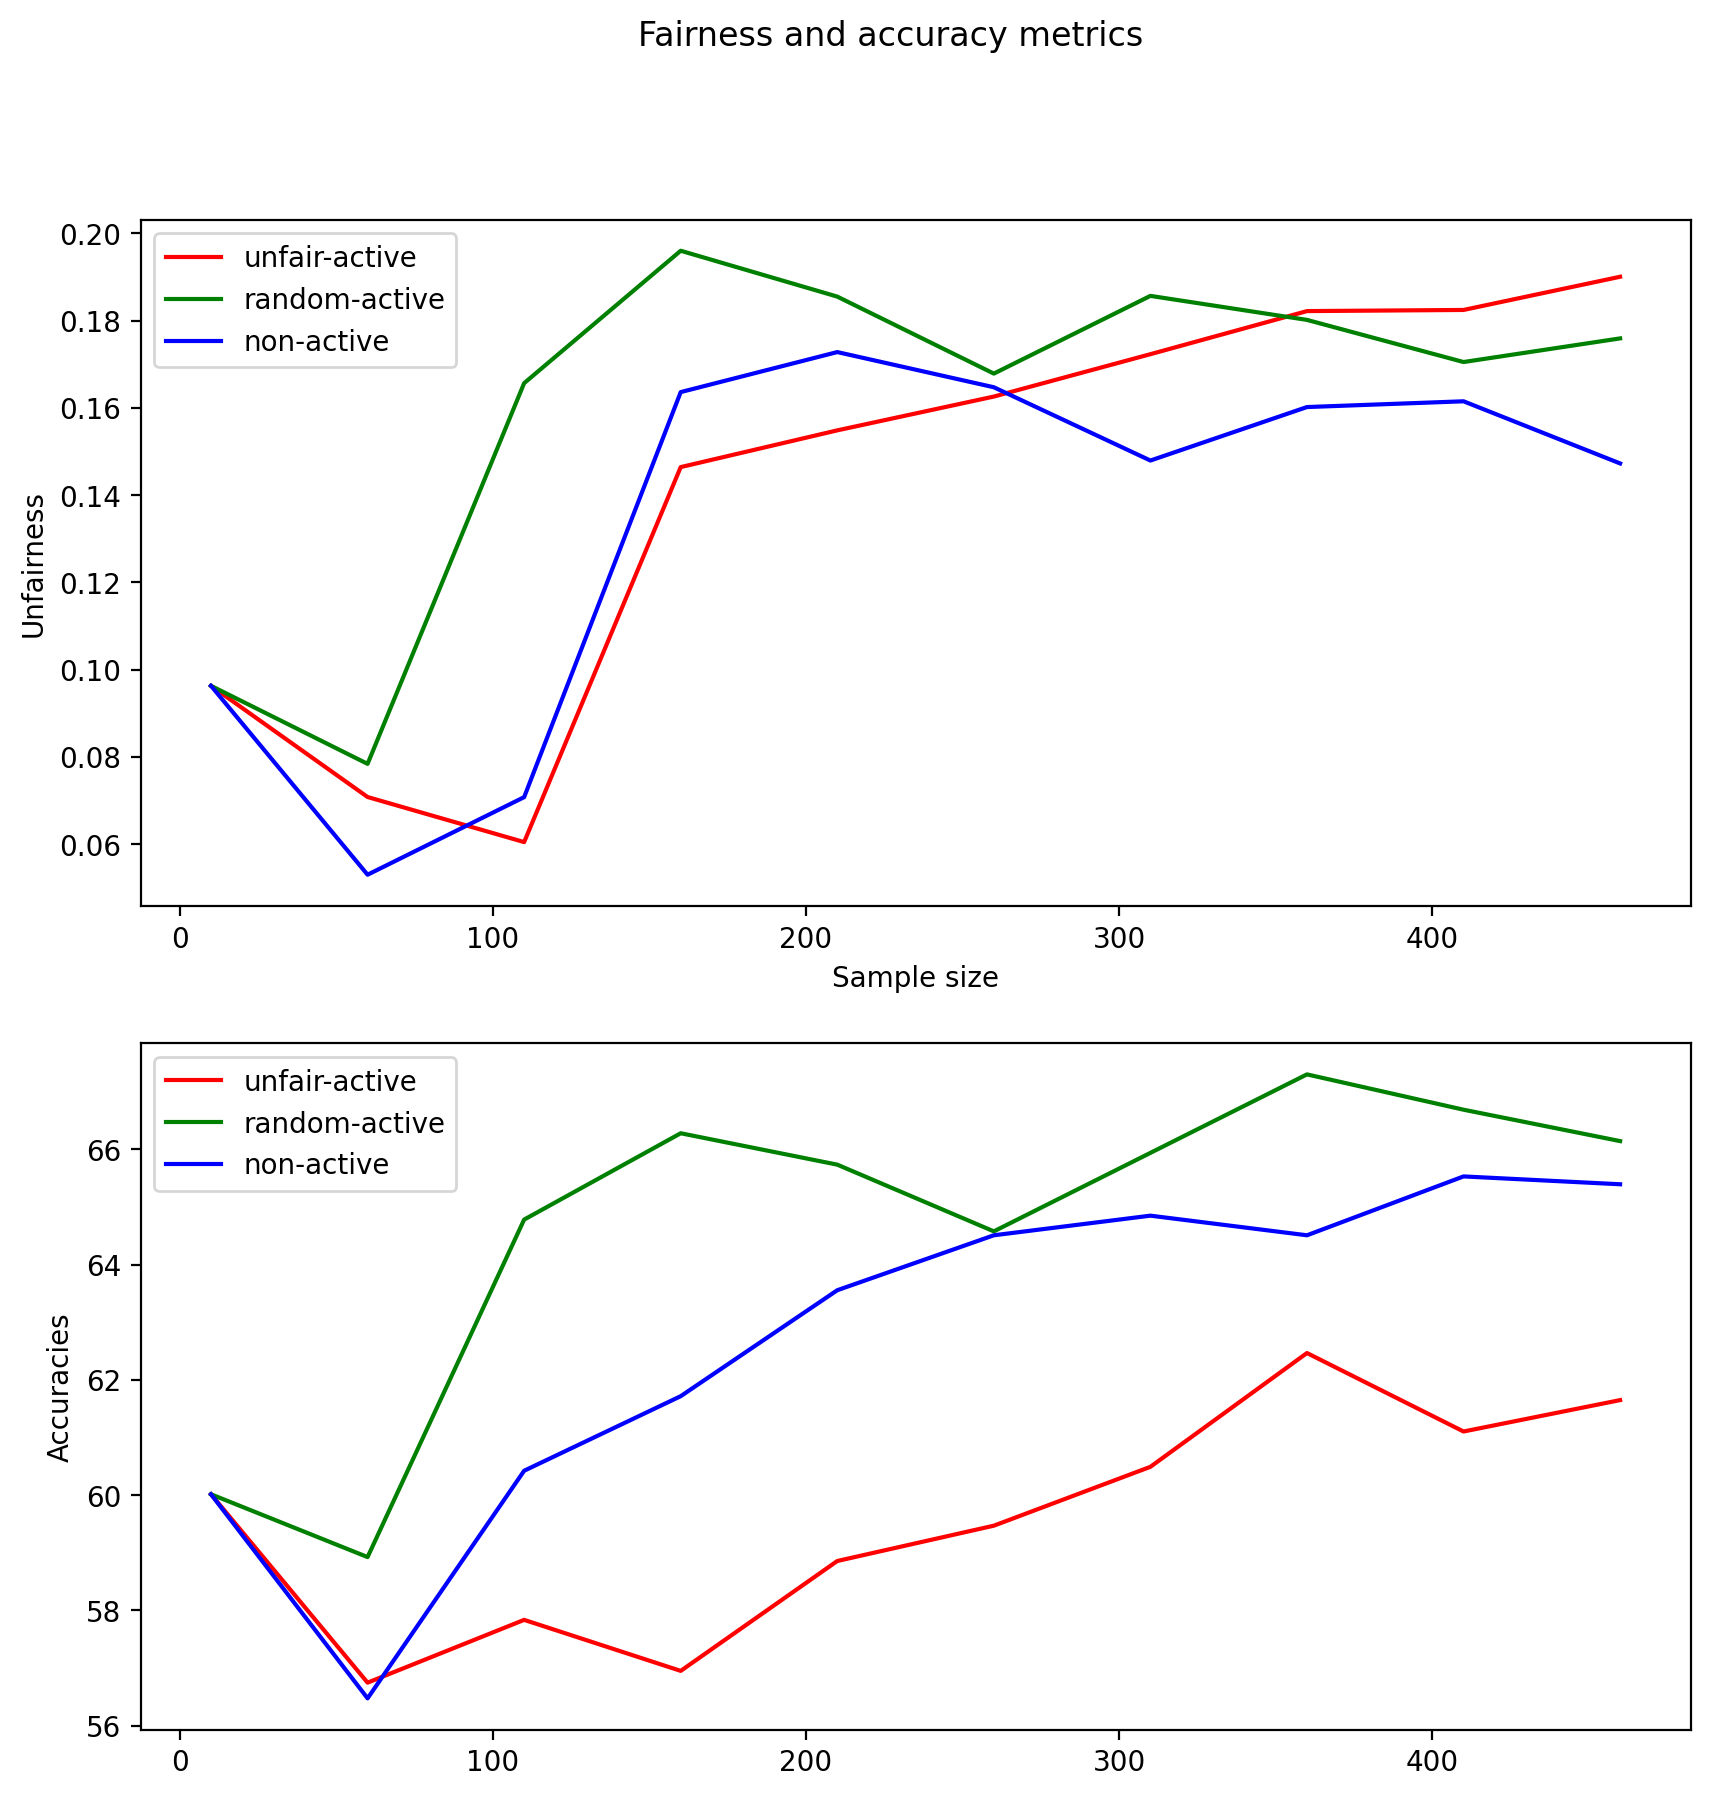 Fairness and accuracy metrics
unfair-active
random-active
non-active
0.20
0.18
0.16
0.14
0.12
0.10
0.08
0.06
Unfairness
0 100 200 300 400
Sample size
unfair-active
random-active
non-active
66
64
62
60
58
56
Accuracies
0 100 200 300 400